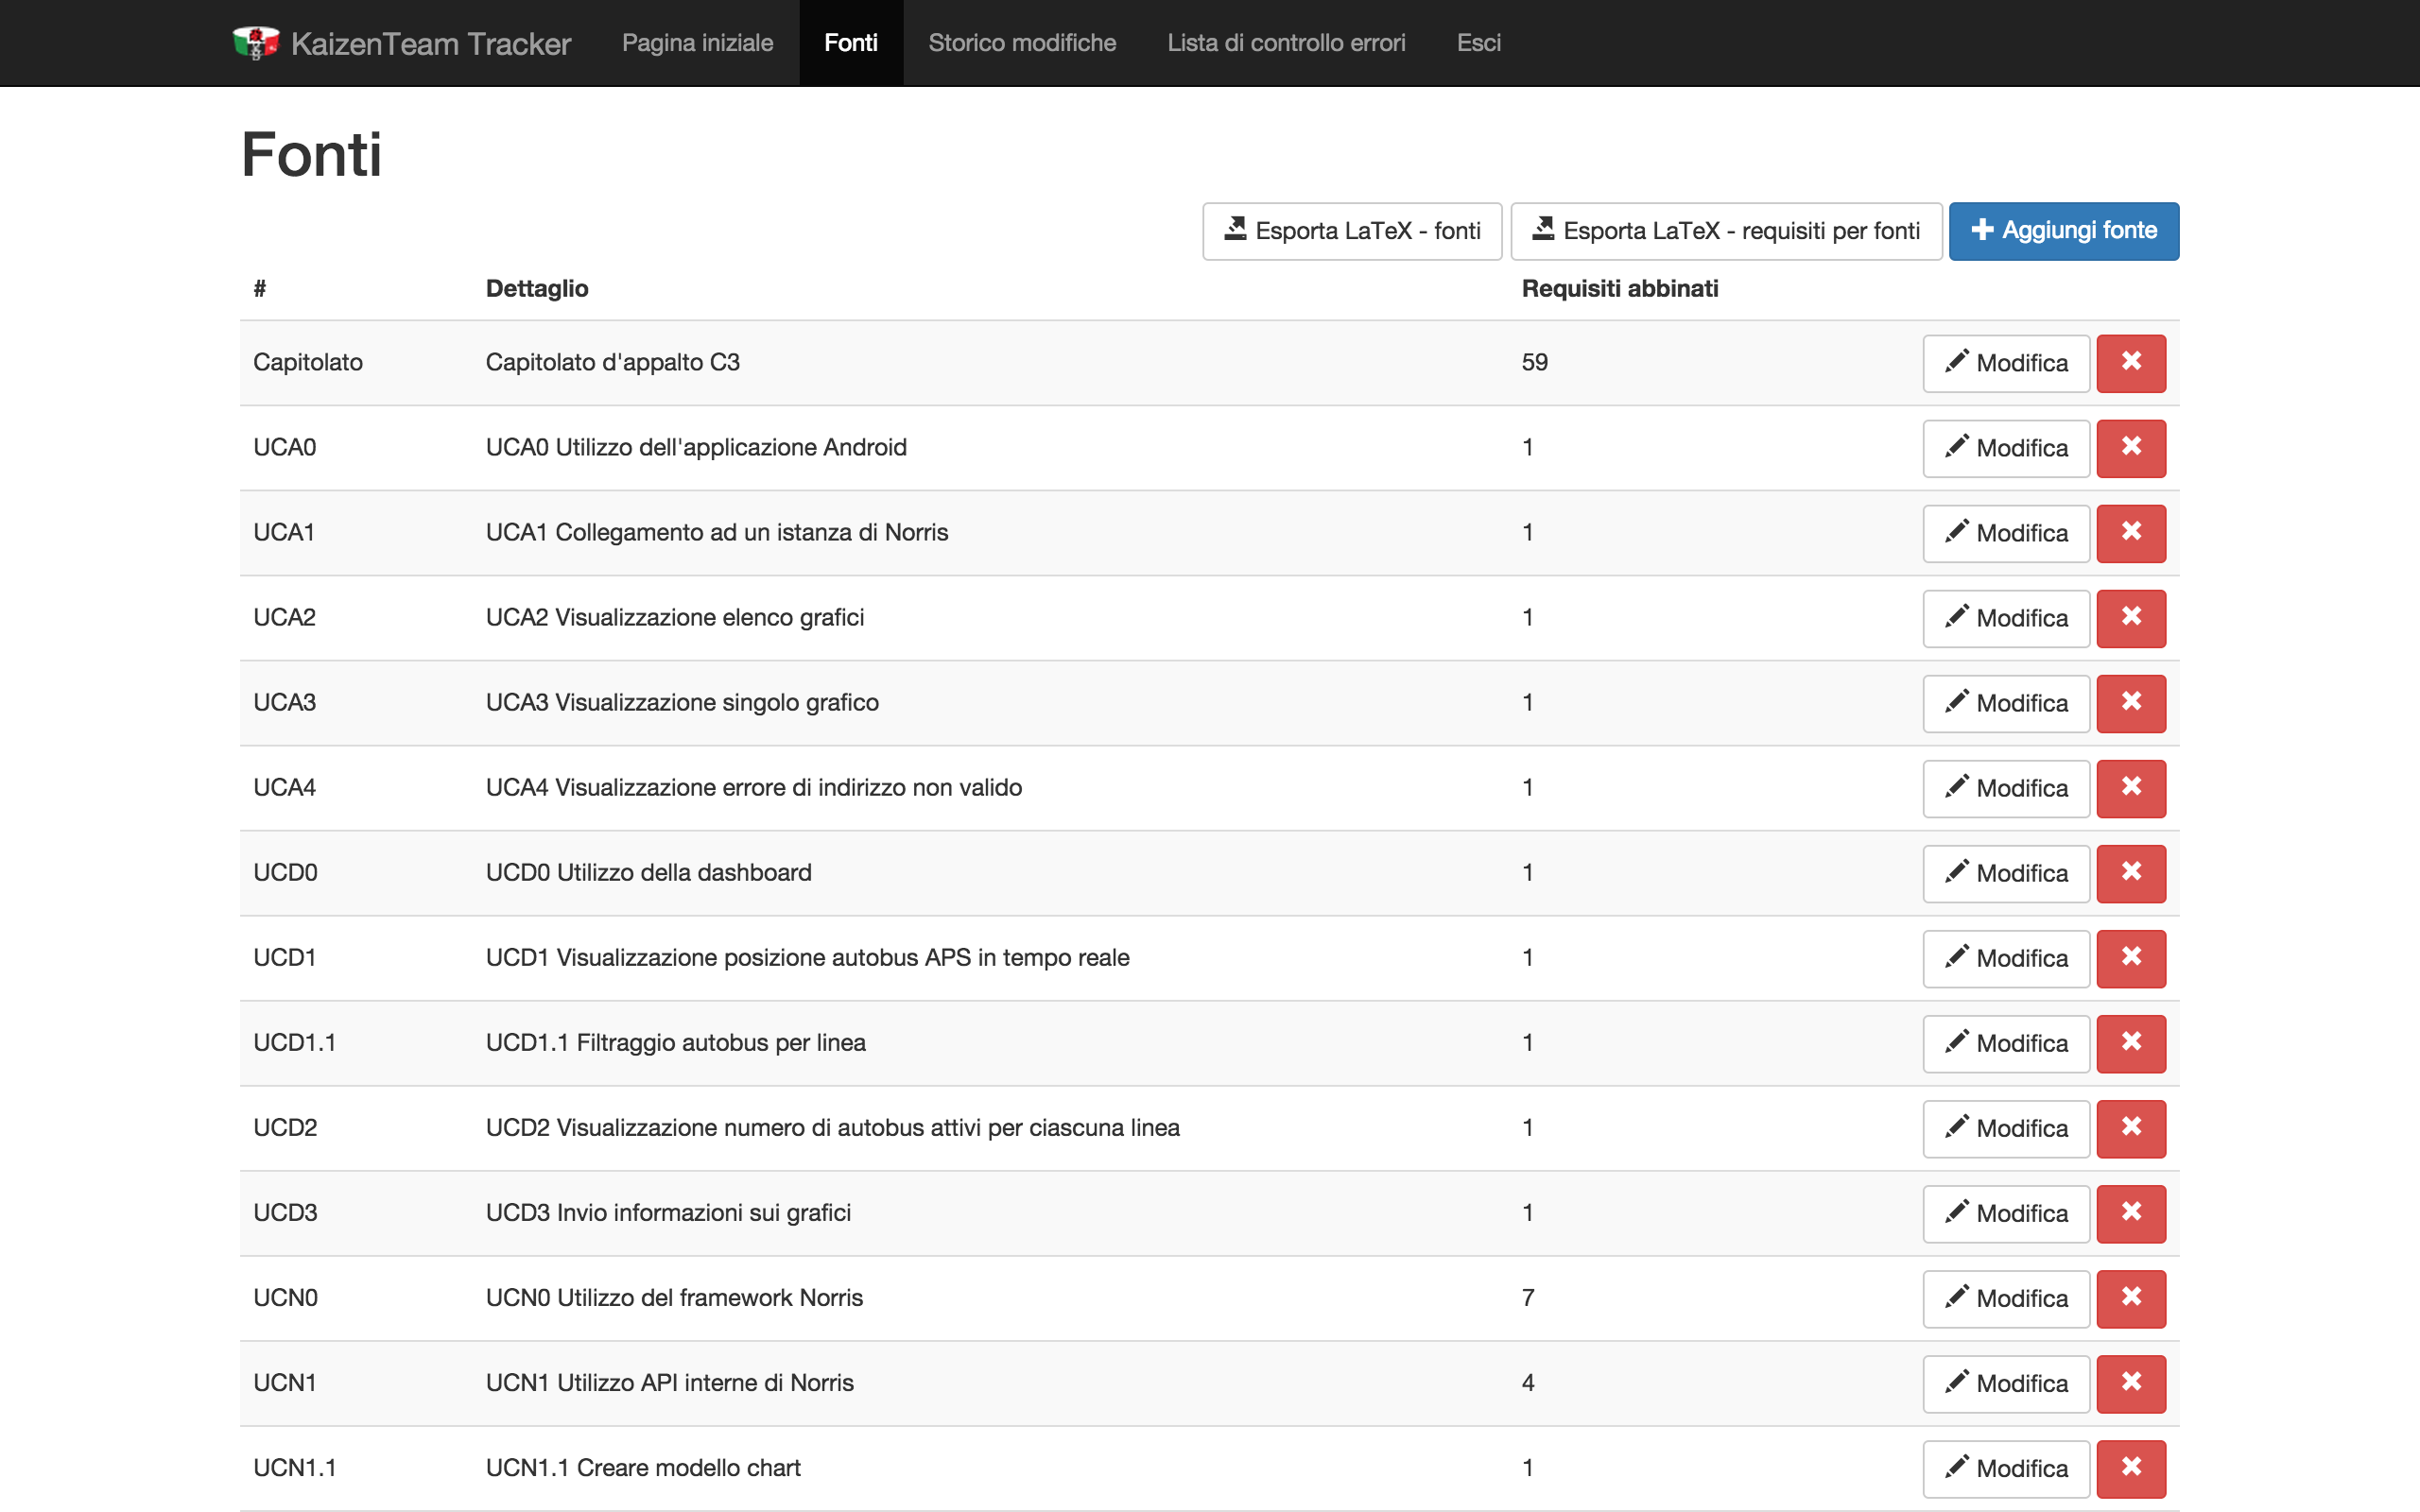 KaizenTeam Tracker Pagina iniziale Fonti Storico modifiche Lista di controllo errori Esci
Fonti
Esporta LaTeX - fonti Esporta LaTeX - requisiti per fonti Aggiungi fonte
# Dettaglio Requisiti abbinati
Capitolato Capitolato d'appalto C3 59 Modifica
UCA0 UCA0 Utilizzo dell'applicazione Android 1 Modifica
UCA1 UCA1 Collegamento ad un istanza di Norris 1 Modifica
UCA2 UCA2 Visualizzazione elenco grafici 1 Modifica
UCA3 UCA3 Visualizzazione singolo grafico 1 Modifica
UCA4 UCA4 Visualizzazione errore di indirizzo non valido 1 Modifica
UCD0 UCD0 Utilizzo della dashboard 1 Modifica
UCD1 UCD1 Visualizzazione posizione autobus APS in tempo reale 1 Modifica
UCD1.1 UCD1.1 Filtraggio autobus per linea 1 Modifica
UCD2 UCD2 Visualizzazione numero di autobus attivi per ciascuna linea 1 Modifica
UCD3 UCD3 Invio informazioni sui grafici 1 Modifica
UCN0 UCN0 Utilizzo del framework Norris 7 Modifica
UCN1 UCN1 Utilizzo API interne di Norris 4 Modifica
UCN1.1 UCN1.1 Creare modello chart 1 Modifica